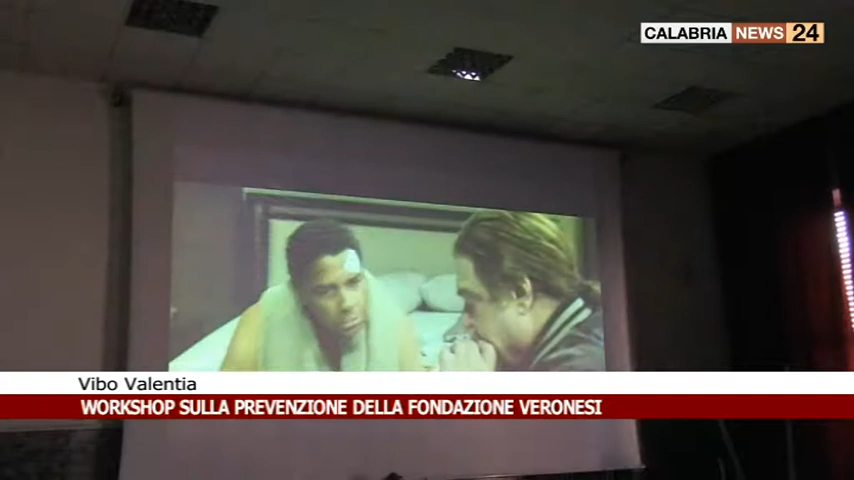 CALABRIA NEWS 24
Vibo Valentia
WORKSHOP SULLA PREVENZIONE DELLA FONDAZIONE VERONESI